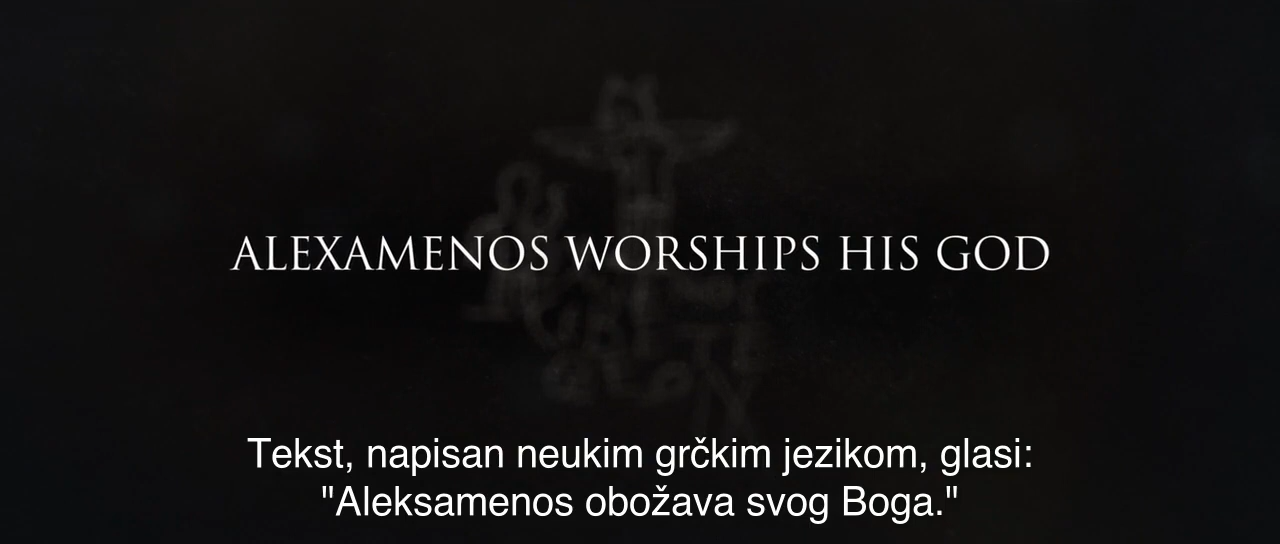 ALEXAMENOS WORSHIPS HIS GOD
Tekst, napisan neukim grčkim jezikom, glasi:
"Aleksamenos obožava svog Boga."